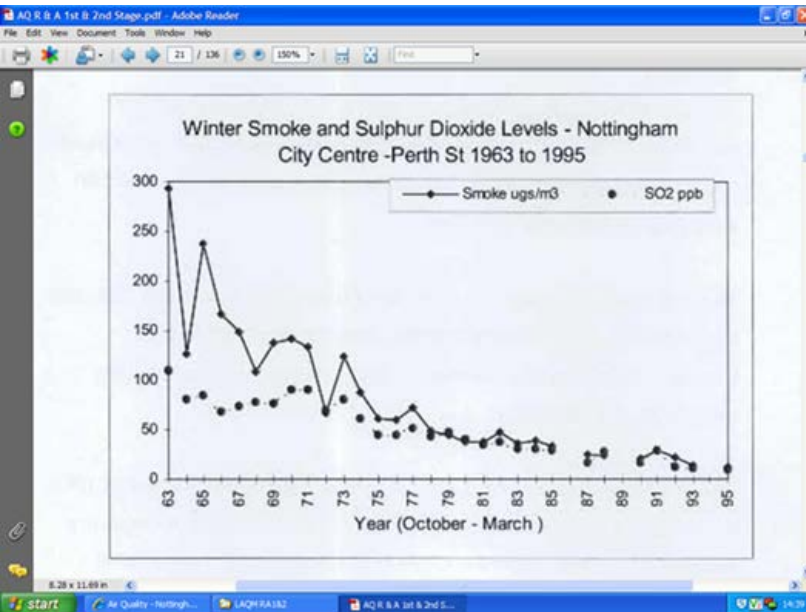 AQ R & A 1st & 2nd Stage.pdf - Adobe Reader
File Edit View Document Tools Window Help
21 / 136 150% Find
Winter Smoke and Sulphur Dioxide Levels - Nottingham
City Centre -Perth St 1963 to 1995
Smoke ugs/m3 SO2 ppb
300
250
200
150
100
50
0
63 65 67 69 71 73 75 77 79 81 83 85 87 89 91 93 95
Year (October - March )
8.28 x 11.69 in
start Air Quality - Nottingh... LAQM RA1&2 AQ R & A 1st & 2nd S...